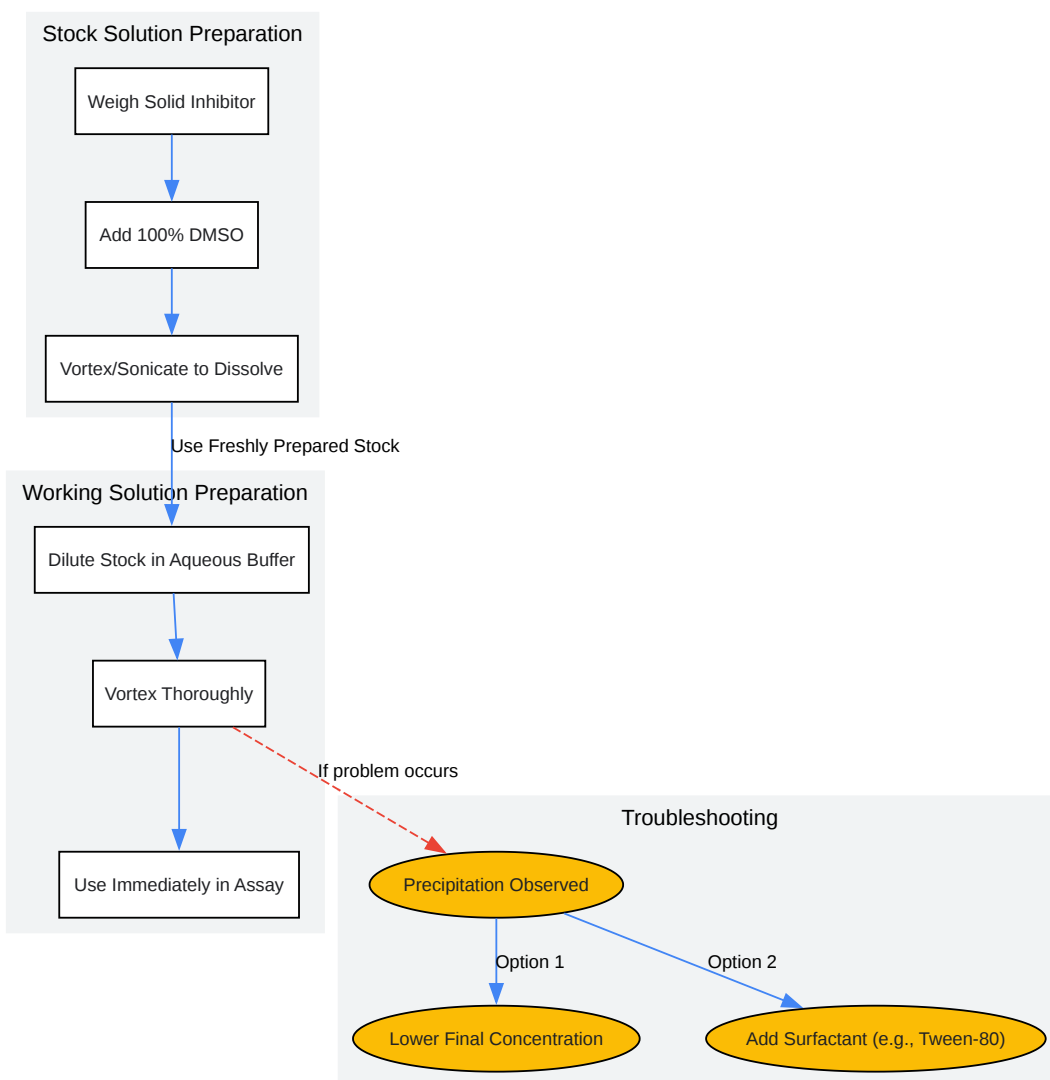 Stock Solution Preparation
Weigh Solid Inhibitor
Add 100% DMSO
Vortex/Sonicate to Dissolve
Use Freshly Prepared Stock
Working Solution Preparation
Dilute Stock in Aqueous Buffer
Vortex Thoroughly
If problem occurs
Use Immediately in Assay
Troubleshooting
Precipitation Observed
Option 1
Option 2
Lower Final Concentration
Add Surfactant (e.g., Tween-80)